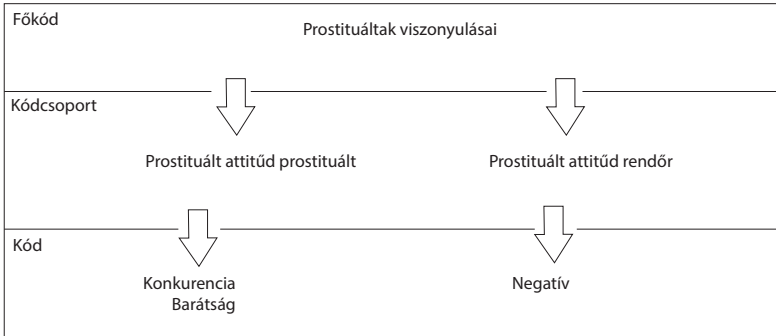 Főkód
Prostituáltak viszonyulásai
Kódcsoport
Prostituált attitűd prostituált
Prostituált attitűd rendőr
Kód
Konkurencia
Barátság
Negatív